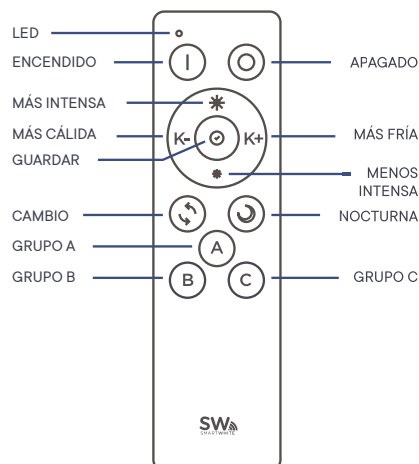 LED
ENCENDIDO
APAGADO
MÁS INTENSA
MÁS CÁLIDA
K-
K+
MÁS FRÍA
GUARDAR
MENOS
INTENSA
CAMBIO
NOCTURNA
GRUPO A
A
GRUPO B
B
C
GRUPO C
SW
SMARTWHITE